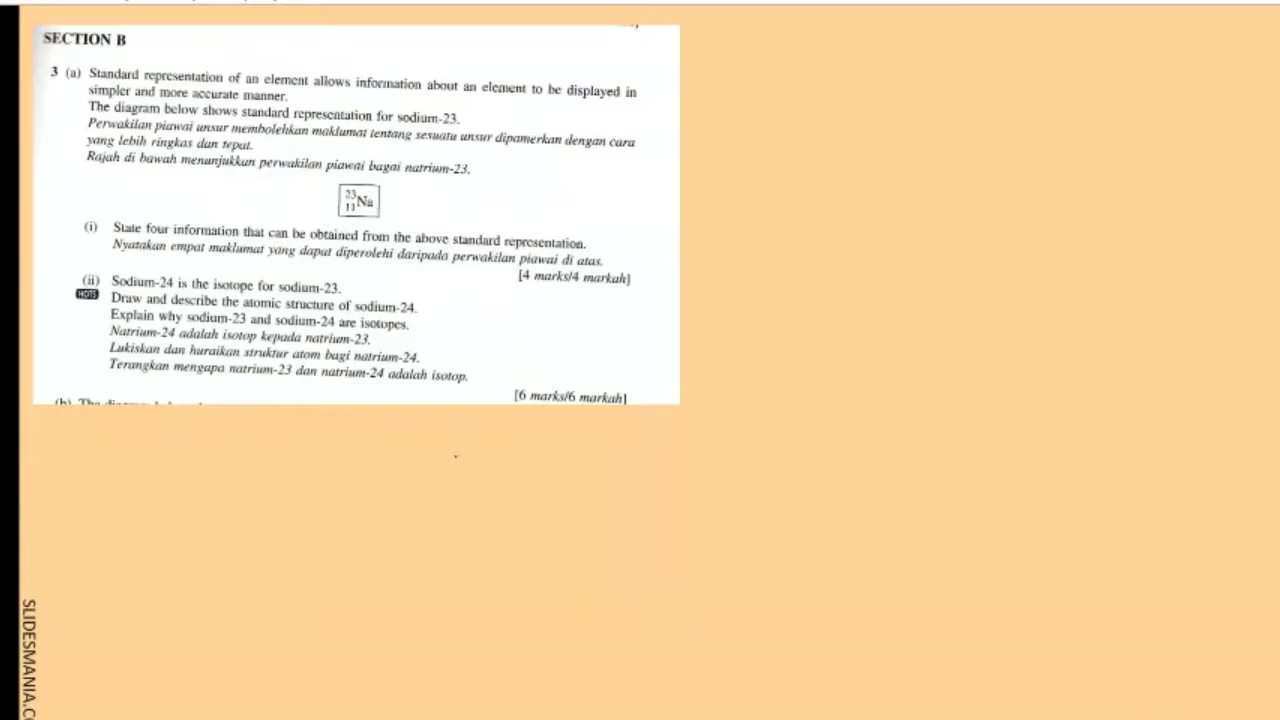 SECTION B
3 (a) Standard representation of an element allows information about an element to be displayed in
simpler and more accurate manner.
The diagram below shows standard representation for sodium-23.
Perwakilan piawai unsur membolehkan maklumat tentang sesuatu unsur dipamerkan dengan cara
yang lebih ringkas dan tepat.
Rajah di bawah menunjukkan perwakilan piawai bagai natrium-23.
23
11 Na
(i) State four information that can be obtained from the above standard representation.
Nyatakan empat maklumat yang dapat diperolehi daripada perwakilan piawai di atas.
[4 marks/4 markah]
(ii) Sodium-24 is the isotope for sodium-23.
HOTS Draw and describe the atomic structure of sodium-24.
Explain why sodium-23 and sodium-24 are isotopes.
Natrium-24 adalah isotop kepada natrium-23.
Lukiskan dan huraikan struktur atom bagi natrium-24.
Terangkan mengapa natrium-23 dan natrium-24 adalah isotop.
[6 marks/6 markah]
(b) The
SLIDESMANIA.C